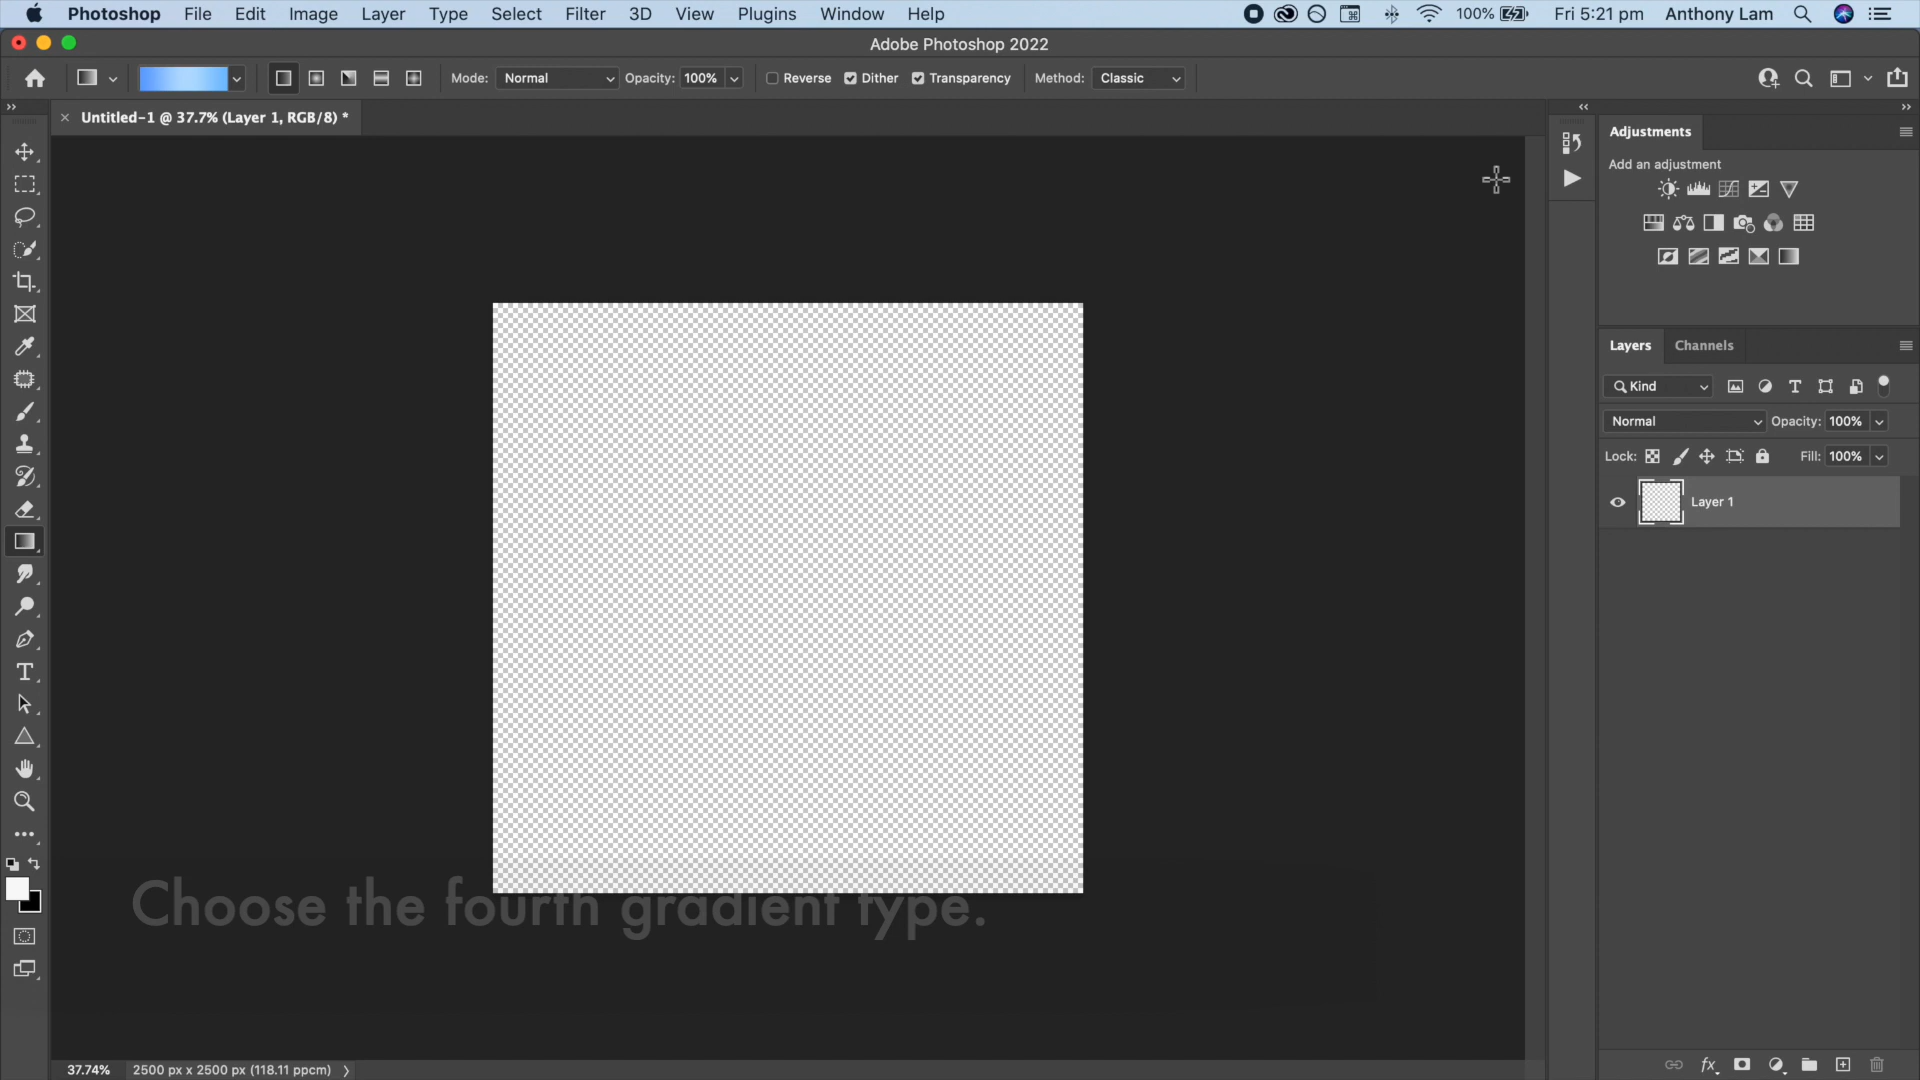 Photoshop File Edit Image Layer Type Select Filter 3D View Plugins Window Help 100% Fri 5:21 pm Anthony Lam
Adobe Photoshop 2022
Mode: Normal Opacity: 100% Reverse Dither Transparency Method: Classic
Untitled-1 @ 37.7% (Layer 1, RGB/8) *
Adjustments
Add an adjustment
Layers Channels
Kind
Normal Opacity: 100%
Lock: Fill: 100%
Layer 1
Choose the fourth gradient type.
37.74% 2500 px x 2500 px (118.11 ppcm)